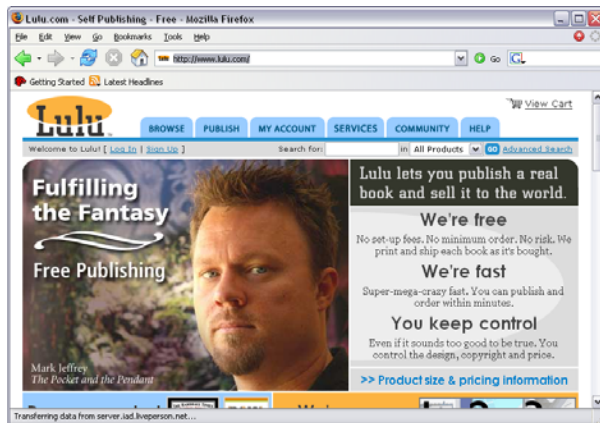 Lulu.com - Self Publishing - Free - Mozilla Firefox
File Edit View Go Bookmarks Tools Help
http://www.lulu.com/ Go G
Getting Started Latest Headlines
View Cart
Lulu
BROWSE PUBLISH MY ACCOUNT SERVICES COMMUNITY HELP
Welcome to Lulu! [ Log In | Sign Up ] Search for: in All Products GO Advanced Search
Fulfilling
the Fantasy
Free Publishing
Mark Jeffrey
The Pocket and the Pendant
Lulu lets you publish a real
book and sell it to the world.
We're free
No set-up fees. No minimum order. No risk. We
print and ship each book as it's bought.
We're fast
Super-mega-crazy fast. You can publish and
order within minutes.
You keep control
Even if it sounds too good to be true. You
control the design, copyright and price.
>> Product size & pricing information
Transferring data from server.iad.liveperson.net...